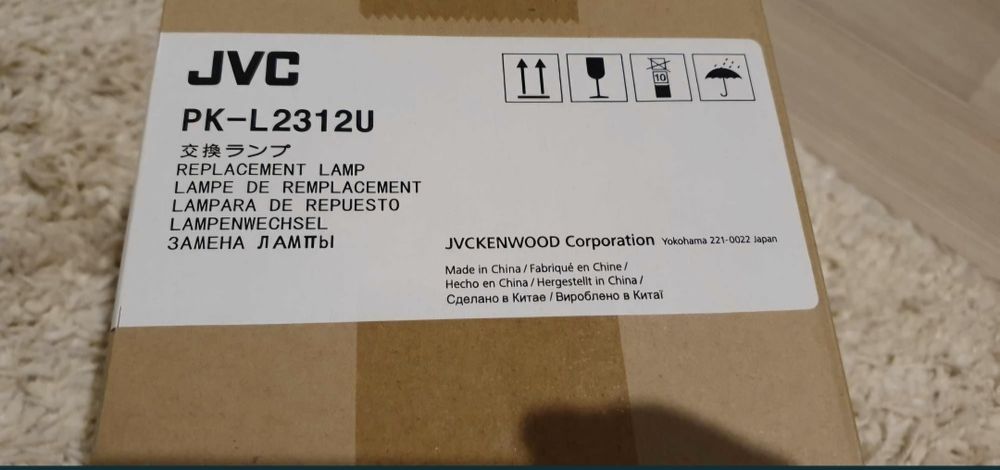 JVC
PK-L2312U
交換ランプ
REPLACEMENT LAMP
LAMPE DE REMPLACEMENT
LAMPARA DE REPUESTO
LAMPENWECHSEL
ЗАМЕНА ЛАМПЫ
10
JVCKENWOOD Corporation Yokohama 221-0022 Japan
Made in China / Fabriqué en Chine /
Hecho en China / Hergestellt in China /
Сделано в Китае / Вироблено в Китаї